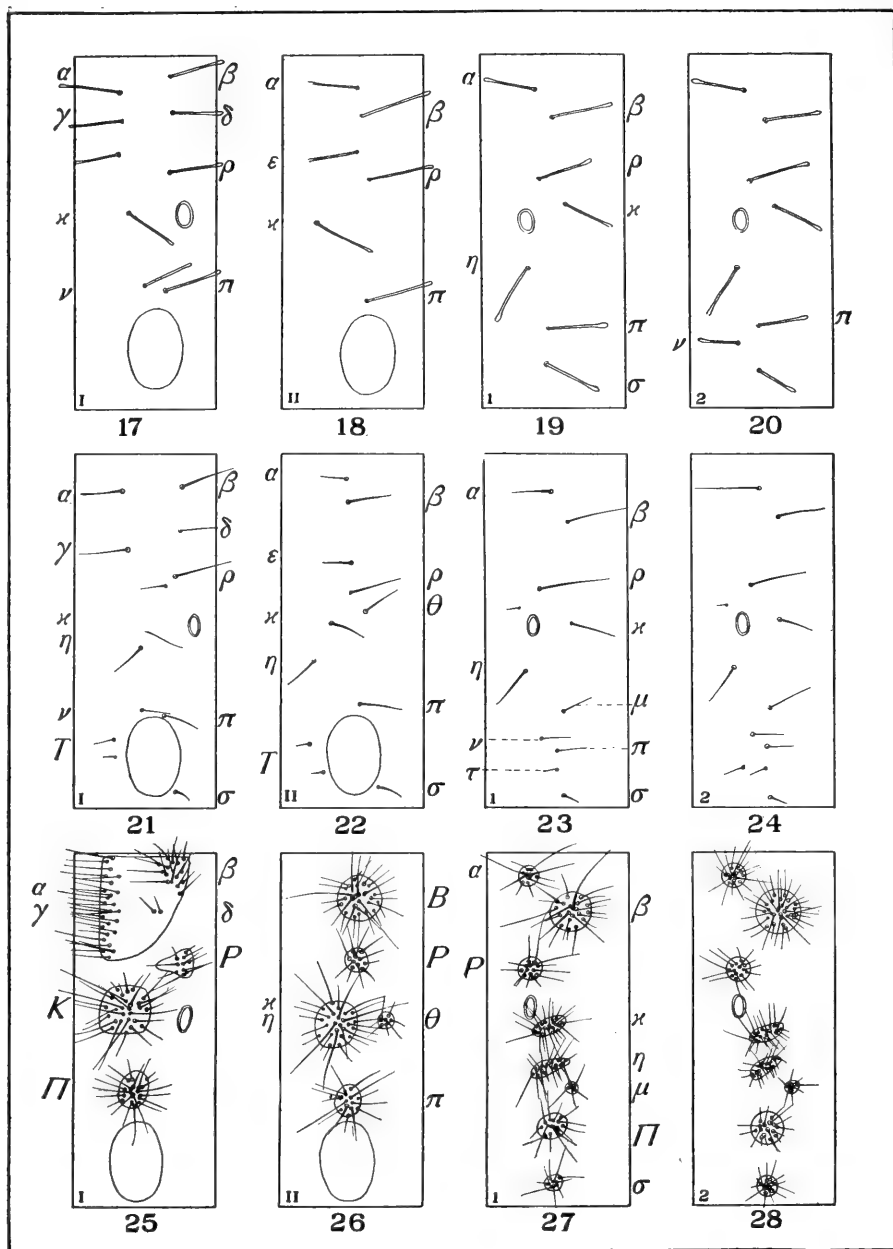 α β α α
γ δ β β
ρ ε ρ ρ
ϰ ϰ ϰ
ν π π η π π
ν
σ
I II 1 2
17 18 19 20
α β α α
γ δ β β
ρ ε ρ ρ
ϰ ϰ θ ϰ
η η η
ν π π μ
ν π
T T τ
σ σ σ
I II 1 2
21 22 23 24
α β B α
γ δ β
P P P
K ϰ ϰ
η θ η
Π π μ
Π
σ
I II 1 2
25 26 27 28